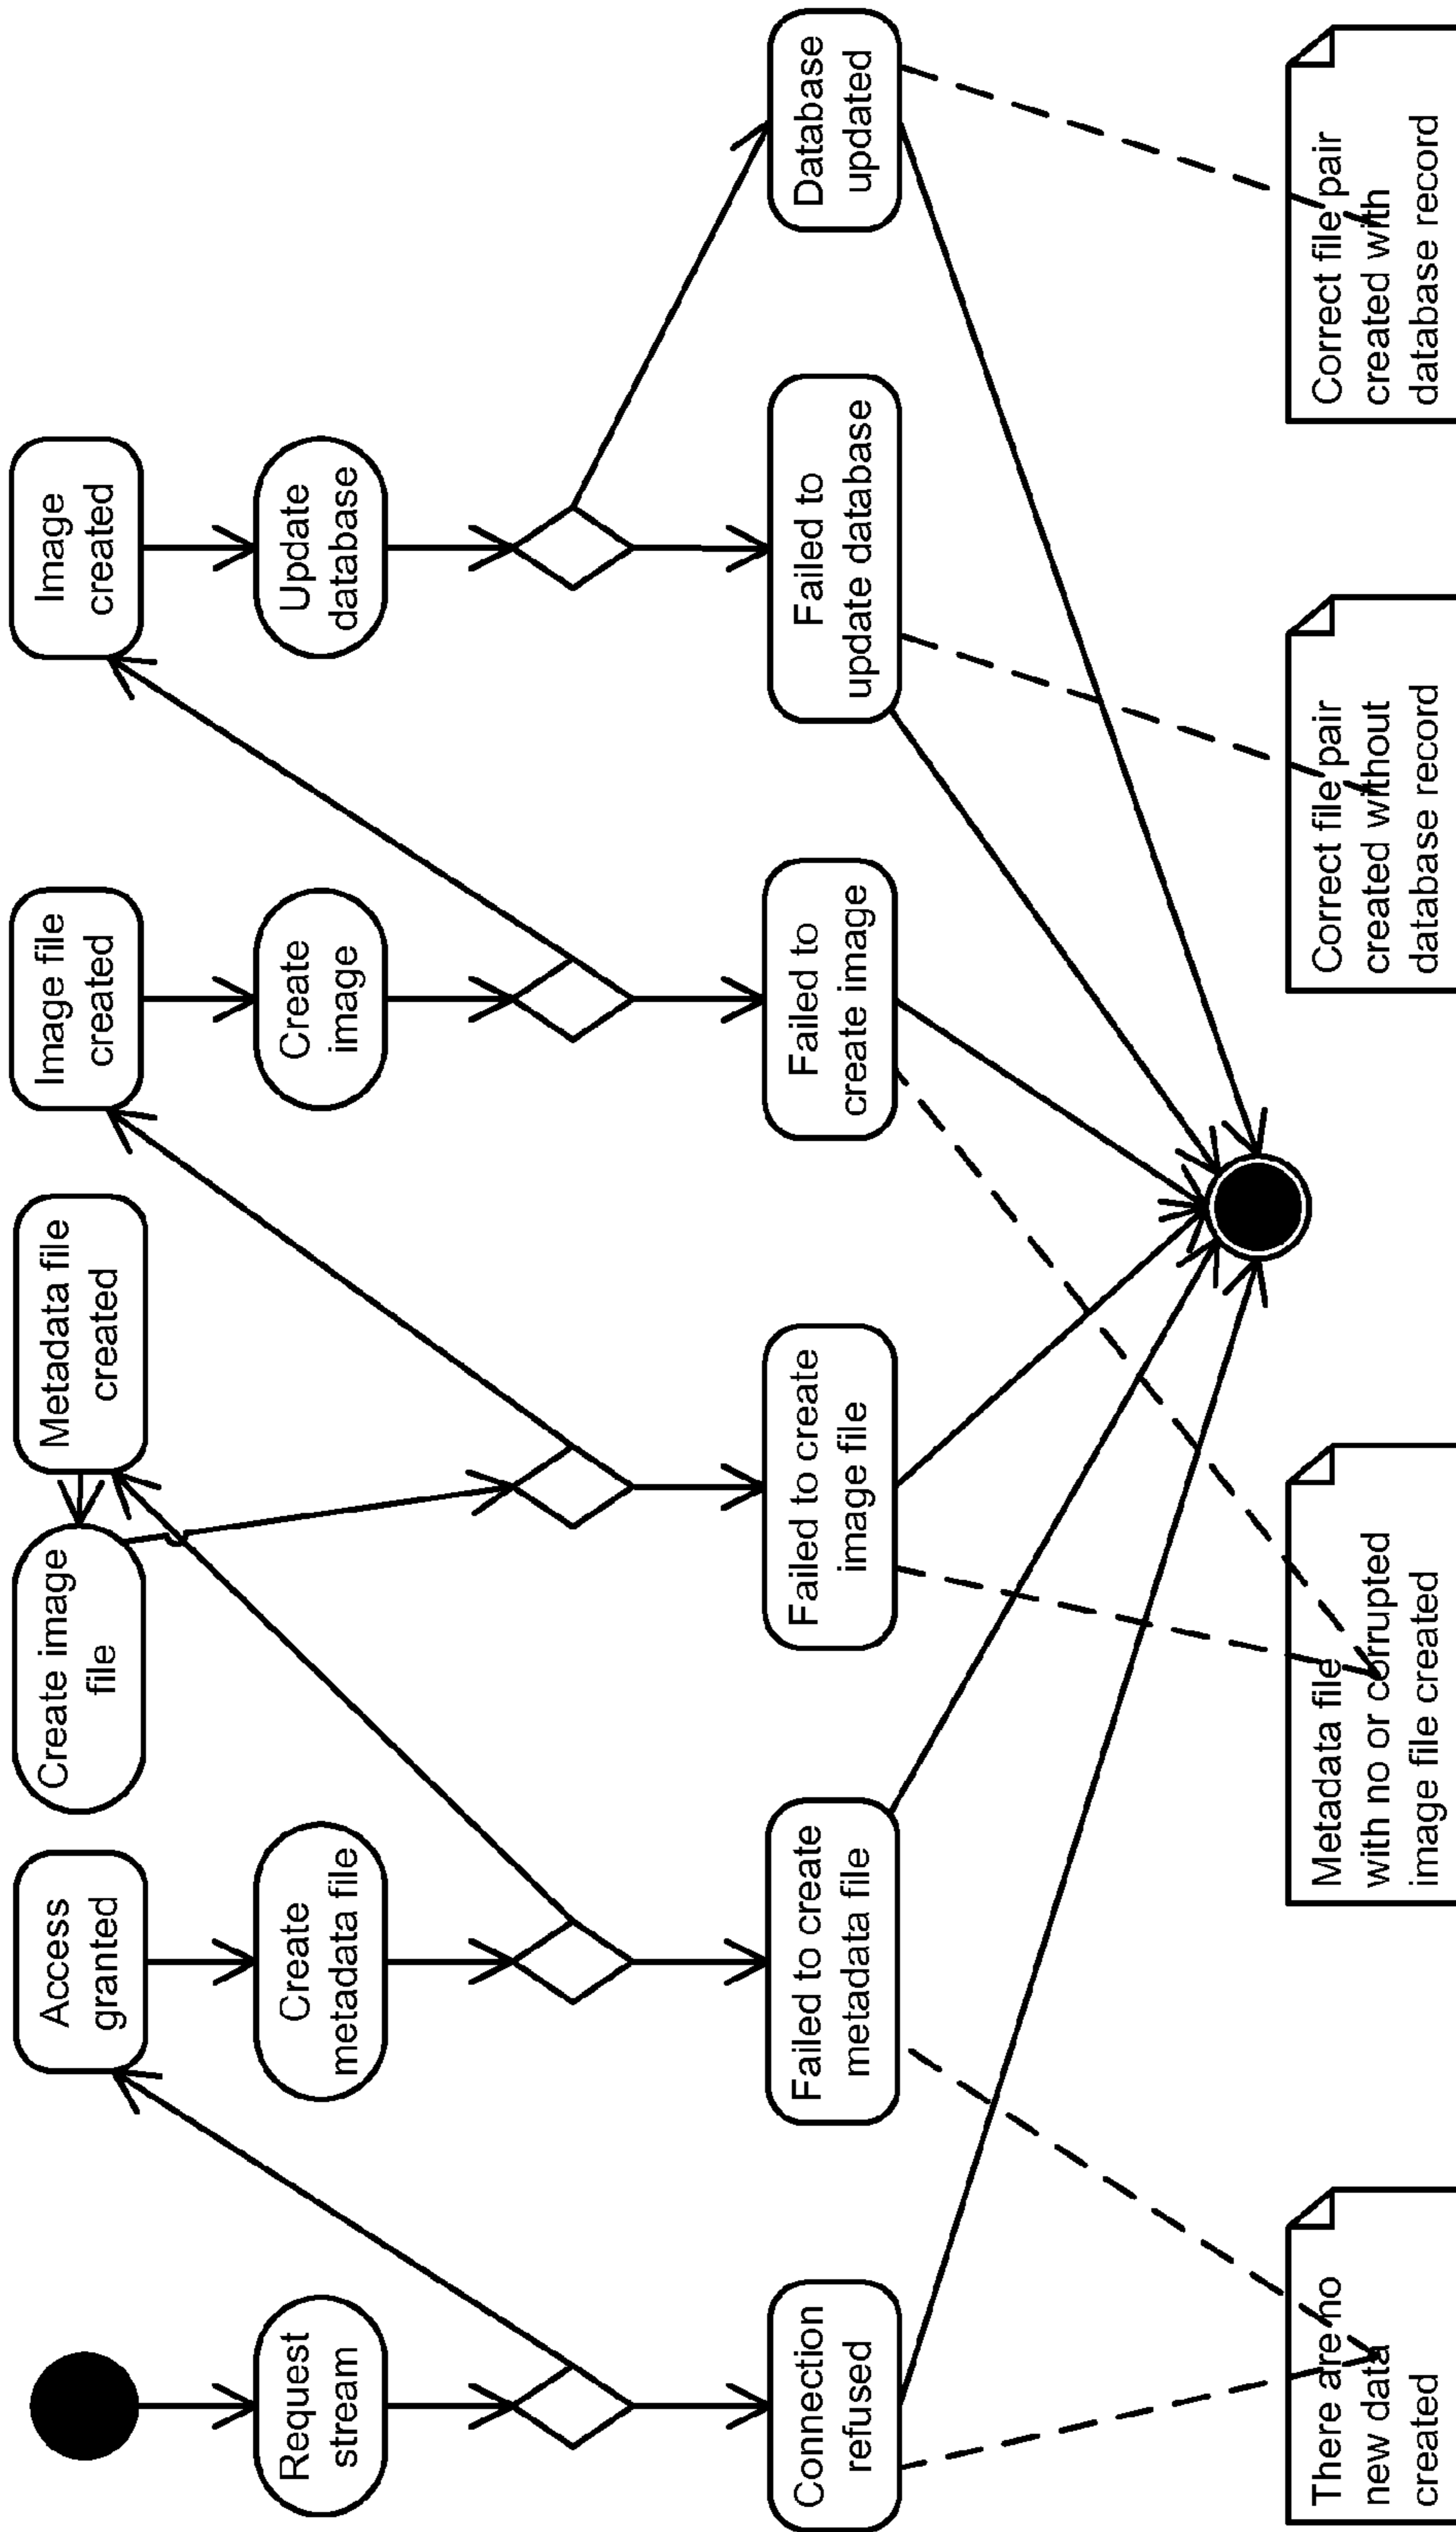 Access
granted
Create image
file
Metadata file
created
Image file
created
Image
created
Request
stream
Create
metadata file
Create
image
Update
database
Connection
refused
Failed to create
metadata file
Failed to create
image file
Failed to
create image
Failed to
update database
Database
updated
There are no
new data
created
Metadata file
with no or corrupted
image file created
Correct file pair
created without
database record
Correct file pair
created with
database record